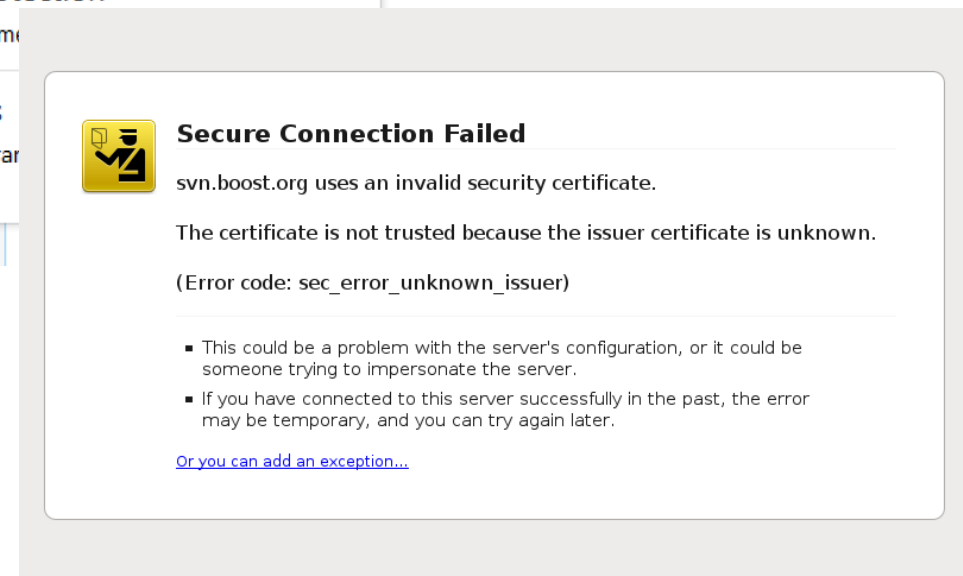 Secure Connection Failed
svn.boost.org uses an invalid security certificate.
The certificate is not trusted because the issuer certificate is unknown.
(Error code: sec_error_unknown_issuer)
This could be a problem with the server's configuration, or it could be
someone trying to impersonate the server.
If you have connected to this server successfully in the past, the error
may be temporary, and you can try again later.
Or you can add an exception...